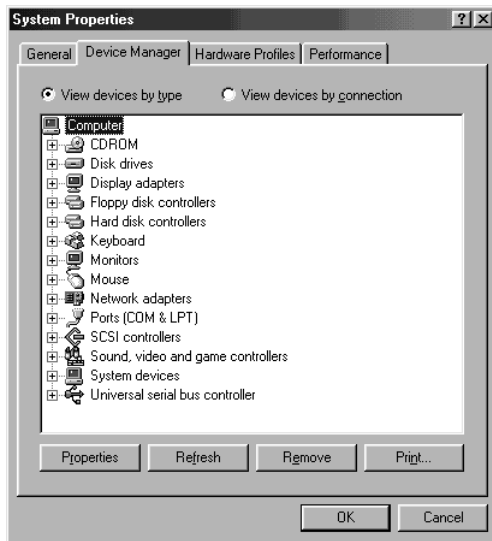 System Properties
General Device Manager Hardware Profiles Performance
View devices by type View devices by connection
Computer
CDROM
Disk drives
Display adapters
Floppy disk controllers
Hard disk controllers
Keyboard
Monitors
Mouse
Network adapters
Ports (COM & LPT)
SCSI controllers
Sound, video and game controllers
System devices
Universal serial bus controller
Properties Refresh Remove Print...
OK Cancel